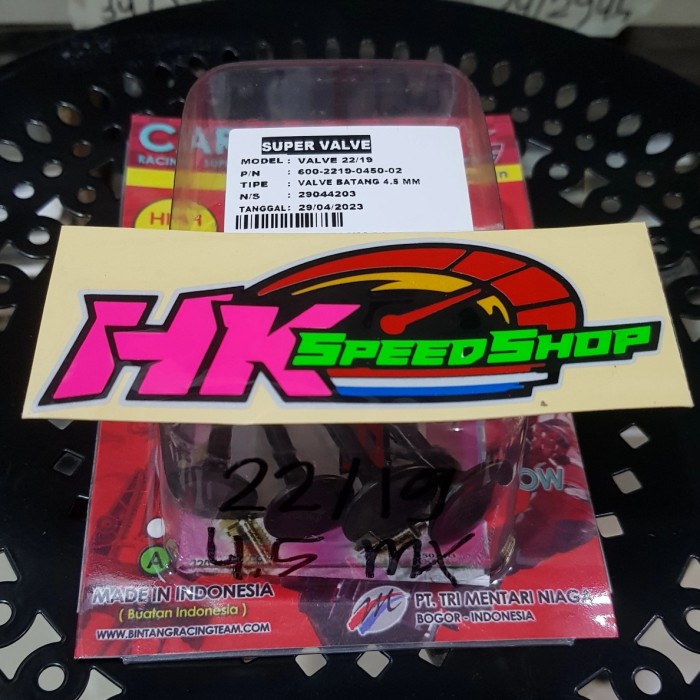 SUPER VALVE
MODEL : VALVE 22/19
P/N : 600-2219-0450-02
TIPE : VALVE BATANG 4.5 MM
N/S : 29044203
TANGGAL : 29/04/2023
HK SPEEDSHOP
22/19
4.5 MX
A
MADE IN INDONESIA
( Buatan Indonesia )
WWW.BINTANGRACINGTEAM.COM
PT. TRI MENTARI NIAGA
BOGOR - INDONESIA